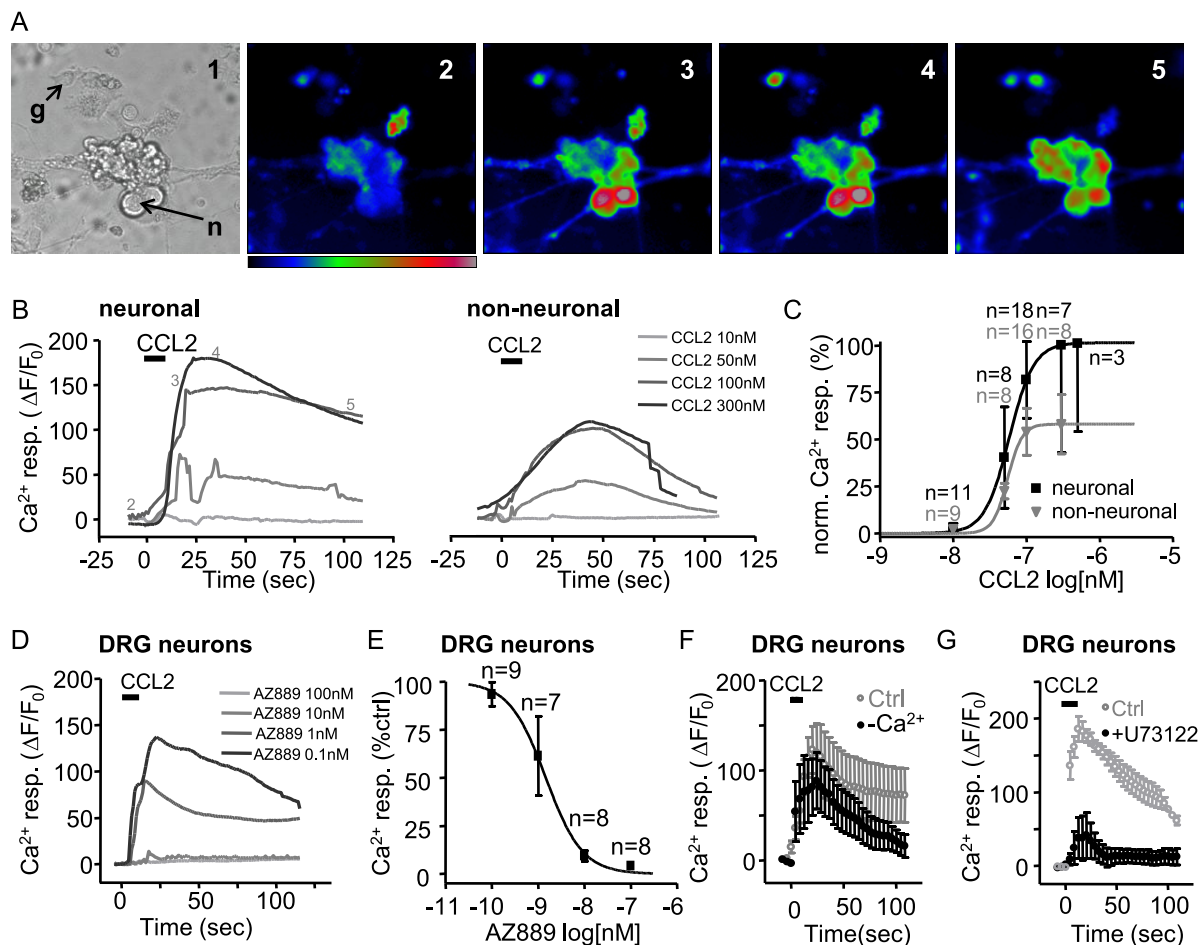 A
1
2
3
4
5
g
n
B
neuronal
non-neuronal
Ca²⁺ resp. (ΔF/F₀)
200
150
100
50
0
CCL2
2
3
4
5
-25 0 25 50 75 100 125
Time (sec)
CCL2
CCL2 10nM
CCL2 50nM
CCL2 100nM
CCL2 300nM
-25 0 25 50 75 100 125
Time (sec)
C
norm. Ca²⁺ resp. (%)
100
75
50
25
0
n=18 n=7
n=16 n=8
n=3
n=8
n=8
n=11
n=9
neuronal
non-neuronal
-9 -8 -7 -6 -5
CCL2 log[nM]
D
DRG neurons
Ca²⁺ resp. (ΔF/F₀)
200
150
100
50
0
CCL2
AZ889 100nM
AZ889 10nM
AZ889 1nM
AZ889 0.1nM
0 50 100
Time (sec)
E
DRG neurons
Ca²⁺ resp. (%ctrl)
100
75
50
25
0
n=9
n=7
n=8
n=8
-11 -10 -9 -8 -7 -6
AZ889 log[nM]
F
DRG neurons
Ca²⁺ resp. (ΔF/F₀)
200
150
100
50
0
CCL2
Ctrl
-Ca²⁺
0 50 100
Time(sec)
G
DRG neurons
Ca²⁺ resp. (ΔF/F₀)
200
100
0
CCL2
Ctrl
+U73122
0 50 100
Time(sec)